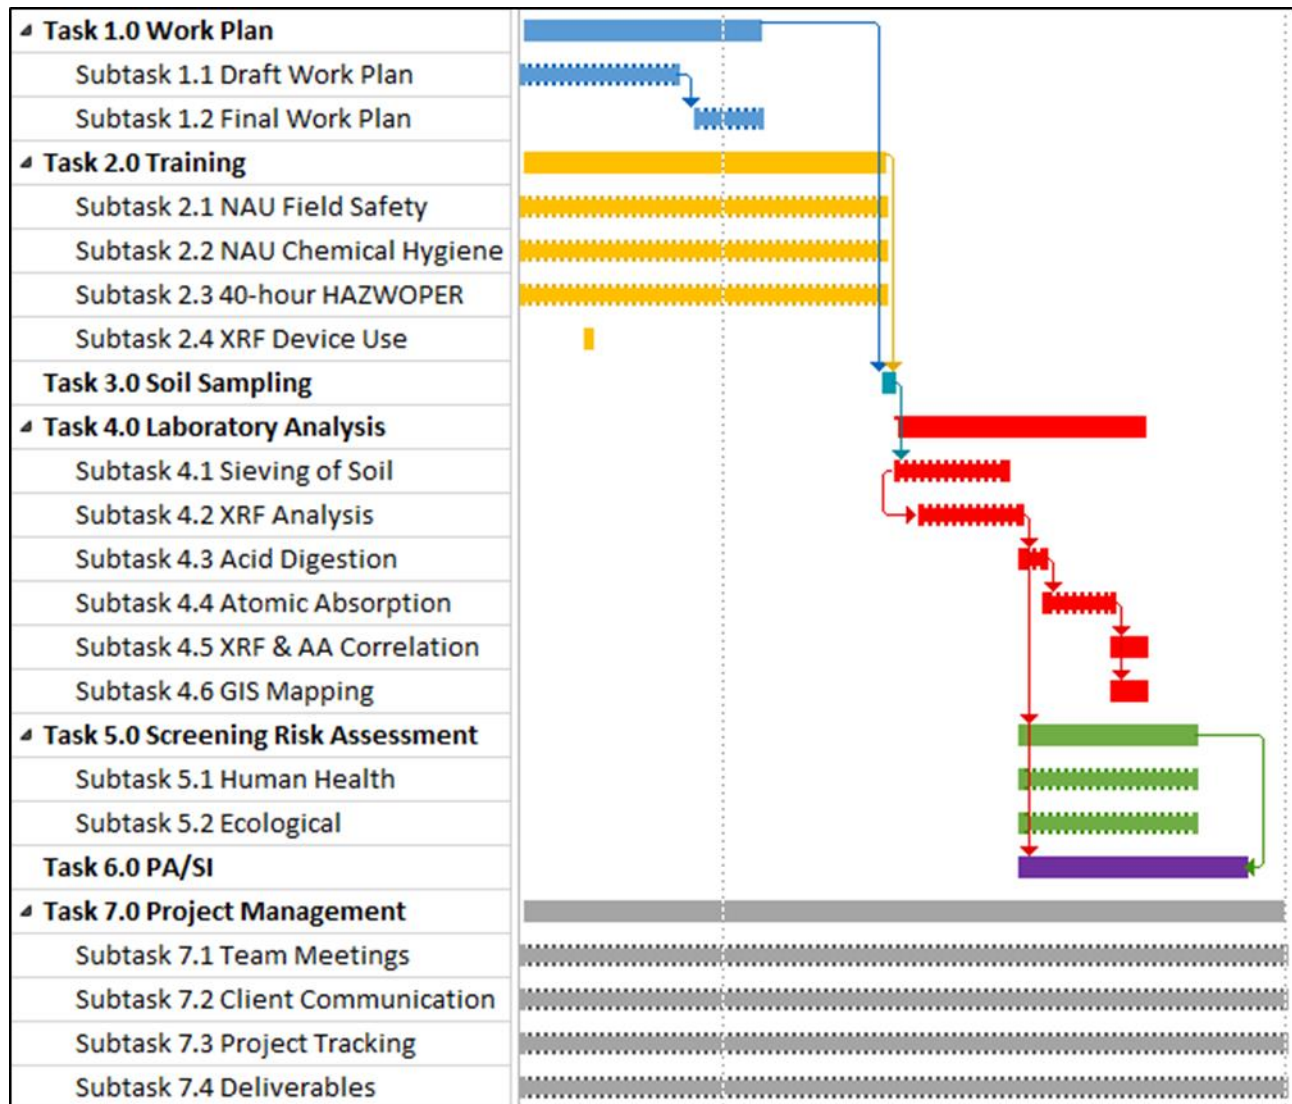 Task 1.0 Work Plan
Subtask 1.1 Draft Work Plan
Subtask 1.2 Final Work Plan
Task 2.0 Training
Subtask 2.1 NAU Field Safety
Subtask 2.2 NAU Chemical Hygiene
Subtask 2.3 40-hour HAZWOPER
Subtask 2.4 XRF Device Use
Task 3.0 Soil Sampling
Task 4.0 Laboratory Analysis
Subtask 4.1 Sieving of Soil
Subtask 4.2 XRF Analysis
Subtask 4.3 Acid Digestion
Subtask 4.4 Atomic Absorption
Subtask 4.5 XRF & AA Correlation
Subtask 4.6 GIS Mapping
Task 5.0 Screening Risk Assessment
Subtask 5.1 Human Health
Subtask 5.2 Ecological
Task 6.0 PA/SI
Task 7.0 Project Management
Subtask 7.1 Team Meetings
Subtask 7.2 Client Communication
Subtask 7.3 Project Tracking
Subtask 7.4 Deliverables